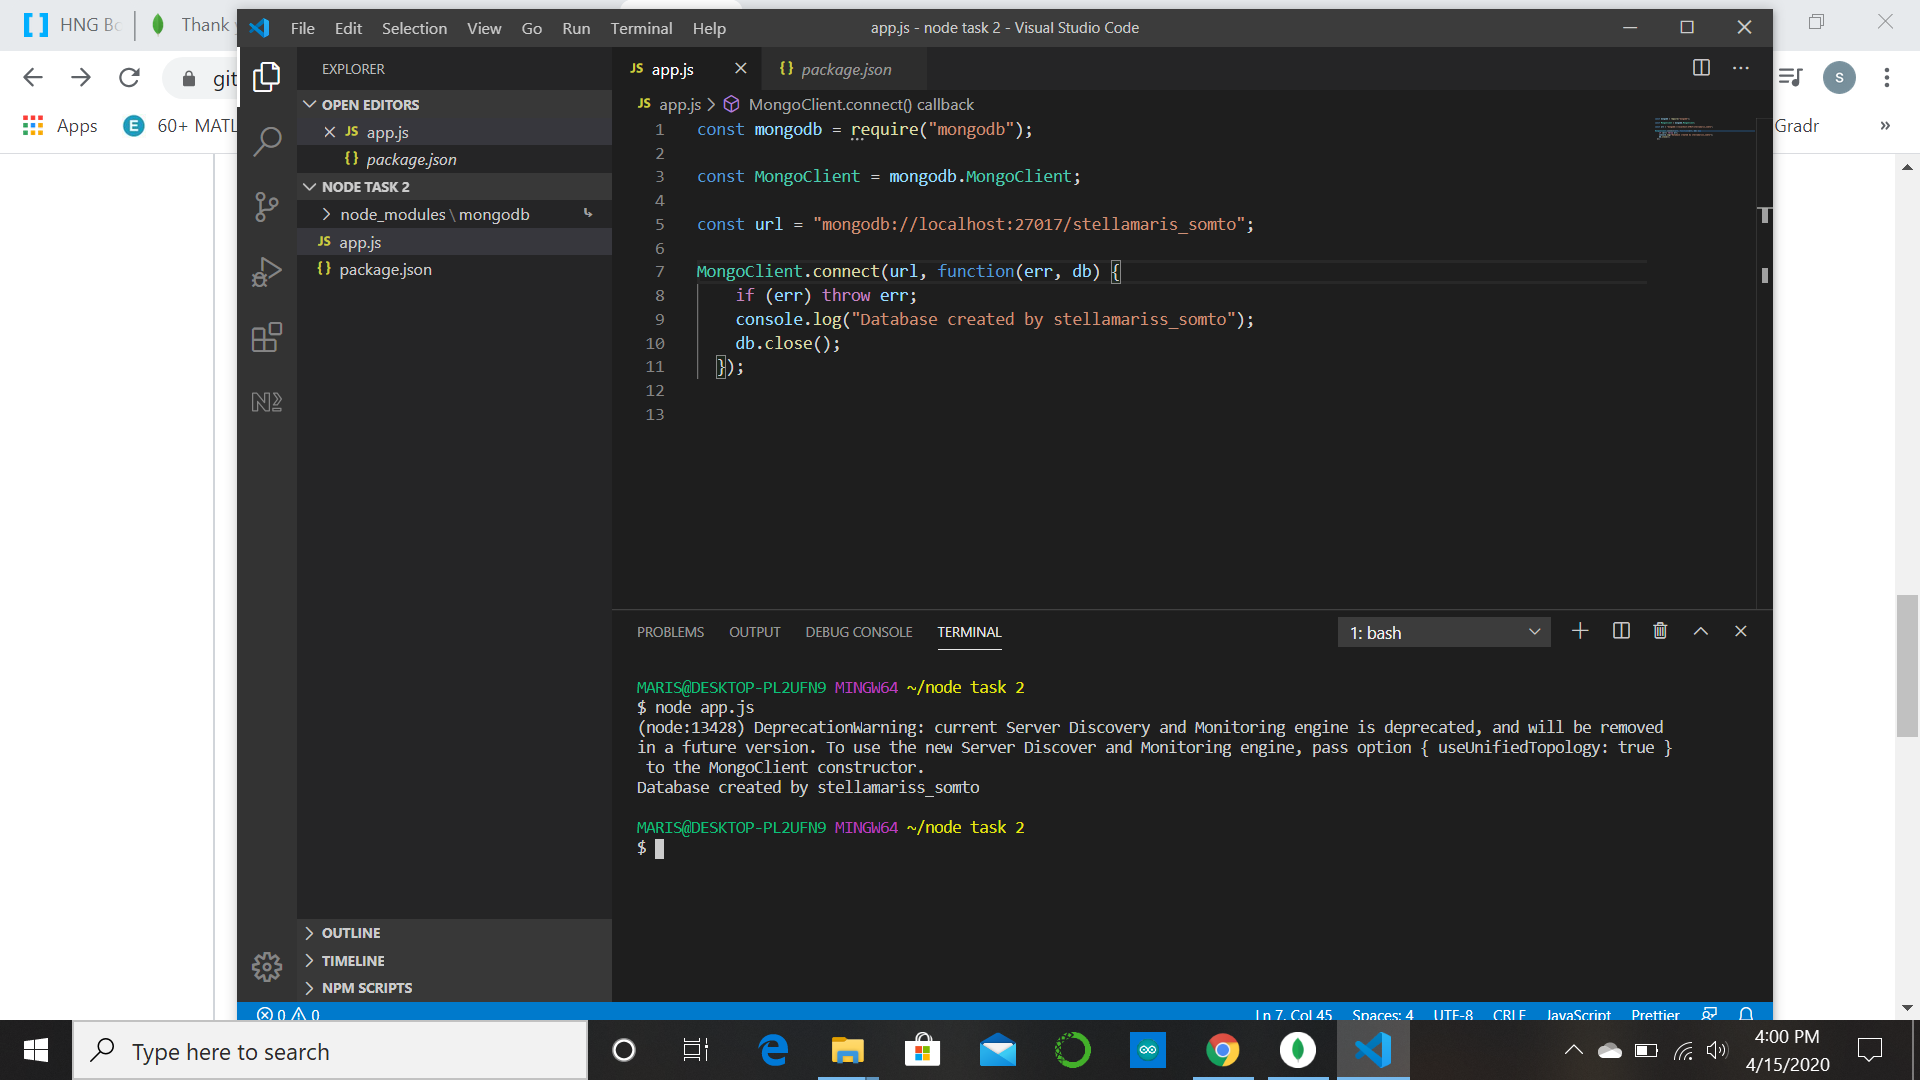 HNG Bo
Thank
File Edit Selection View Go Run Terminal Help
app.js - node task 2 - Visual Studio Code
git
Apps
E 60+ MATL
Gradr
»
S
EXPLORER
OPEN EDITORS
JS app.js
{} package.json
NODE TASK 2
node_modules \ mongodb
JS app.js
{} package.json
OUTLINE
TIMELINE
NPM SCRIPTS
JS app.js
{} package.json
JS app.js > MongoClient.connect() callback
1 const mongodb = require("mongodb");
2
3 const MongoClient = mongodb.MongoClient;
4
5 const url = "mongodb://localhost:27017/stellamaris_somto";
6
7 MongoClient.connect(url, function(err, db) {
8 if (err) throw err;
9 console.log("Database created by stellamariss_somto");
10 db.close();
11 });
12
13
PROBLEMS OUTPUT DEBUG CONSOLE TERMINAL
1: bash
MARIS@DESKTOP-PL2UFN9 MINGW64 ~/node task 2
$ node app.js
(node:13428) DeprecationWarning: current Server Discovery and Monitoring engine is deprecated, and will be removed
in a future version. To use the new Server Discover and Monitoring engine, pass option { useUnifiedTopology: true }
to the MongoClient constructor.
Database created by stellamariss_somto
MARIS@DESKTOP-PL2UFN9 MINGW64 ~/node task 2
$
0 0
Ln 7, Col 45 Spaces: 4 UTF-8 CRLF JavaScript Prettier
Type here to search
4:00 PM
4/15/2020